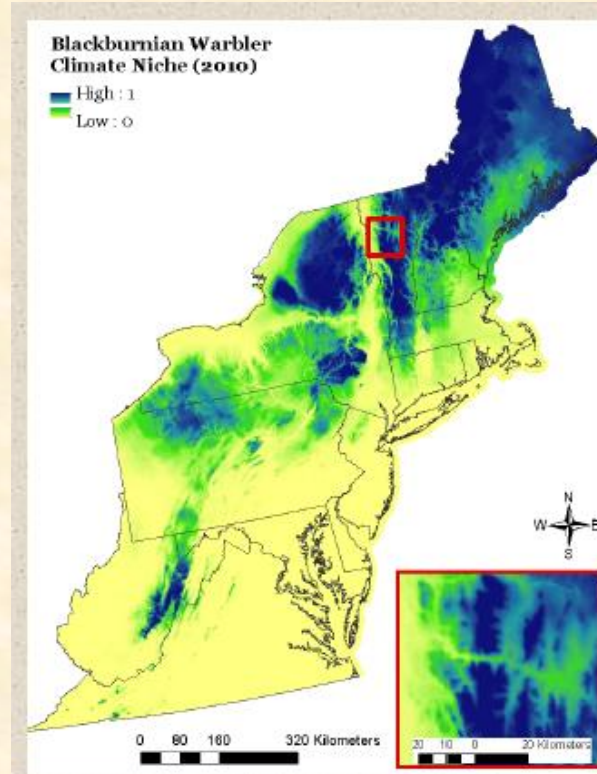 Blackburnian Warbler
Climate Niche (2010)
High : 1
Low : 0
N
W E
S
0 80 160 320 Kilometers
20 10 0 20 Kilometers